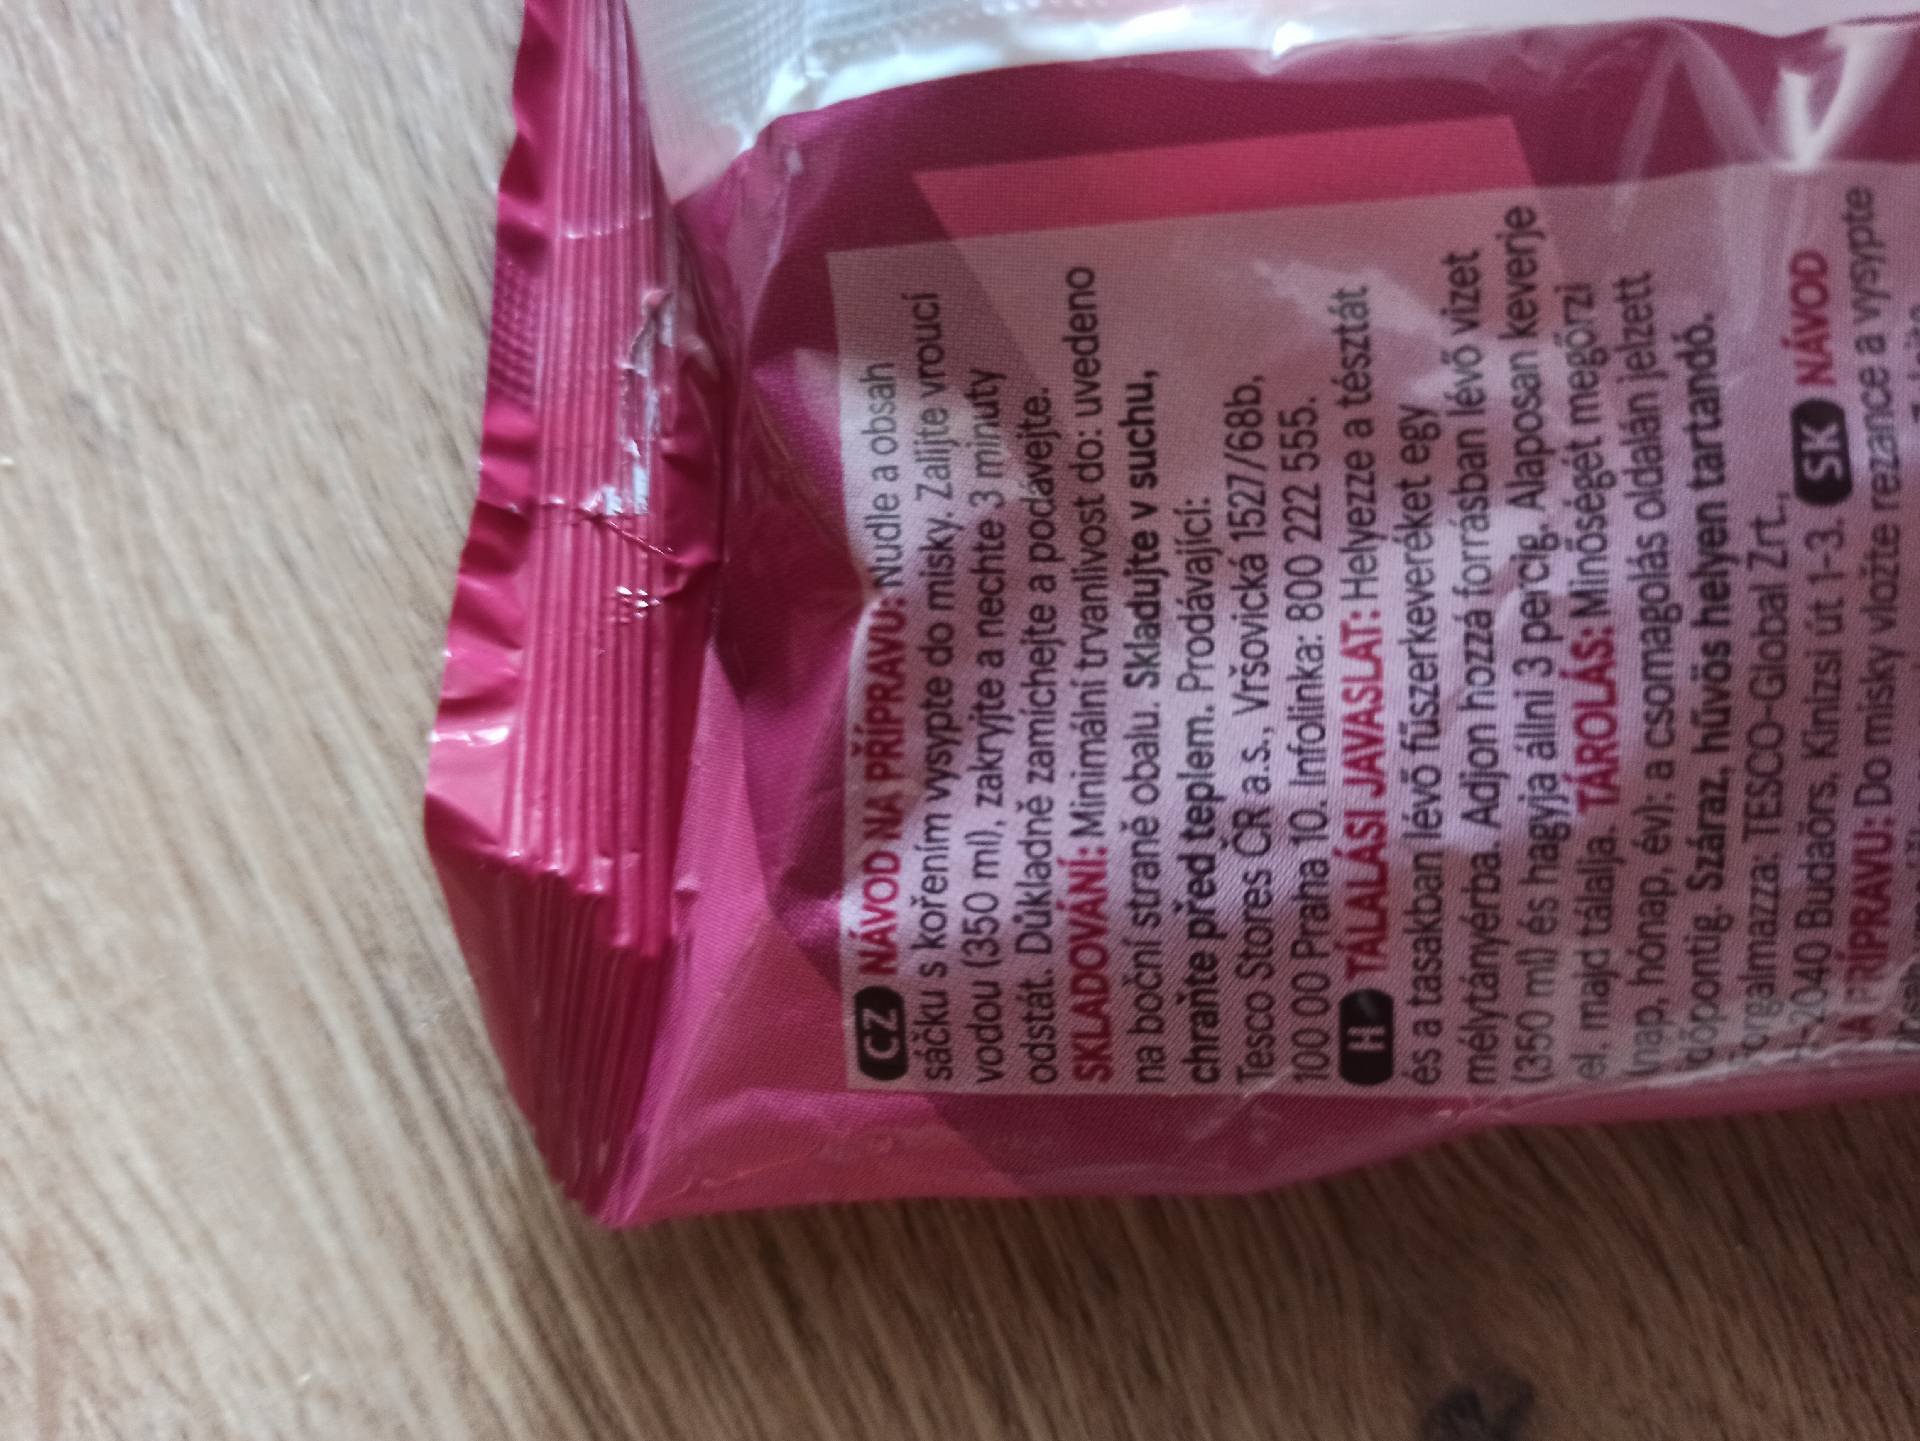 CZ NÁVOD NA PŘÍPRAVU: Nudle a obsah
sáčku s kořením vysypte do misky. Zalijte vroucí
vodou (350 ml), zakryjte a nechte 3 minuty
odstát. Důkladně zamíchejte a podávejte.
SKLADOVÁNÍ: Minimální trvanlivost do: uvedeno
na boční straně obalu. Skladujte v suchu,
chraňte před teplem. Prodávající:
Tesco Stores ČR a.s., Vršovická 1527/68b,
100 00 Praha 10. Infolinka: 800 222 555.
H TÁLALÁSI JAVASLAT: Helyezze a tésztát
és a tasakban lévő fűszerkeveréket egy
mélytányérba. Adjon hozzá forrásban lévő vizet
(350 ml) és hagyja állni 3 percig. Alaposan keverje
el, majd tálalja. TÁROLÁS: Minőségét megőrzi
(nap, hónap, év): a csomagolás oldalán jelzett
időpontig. Száraz, hűvös helyen tartandó.
Forgalmazza: TESCO-Global Zrt.,
H-2040 Budaörs, Kinizsi út 1-3. SK NÁVOD
NA PRÍPRAVU: Do misky vložte rezance a vysypte